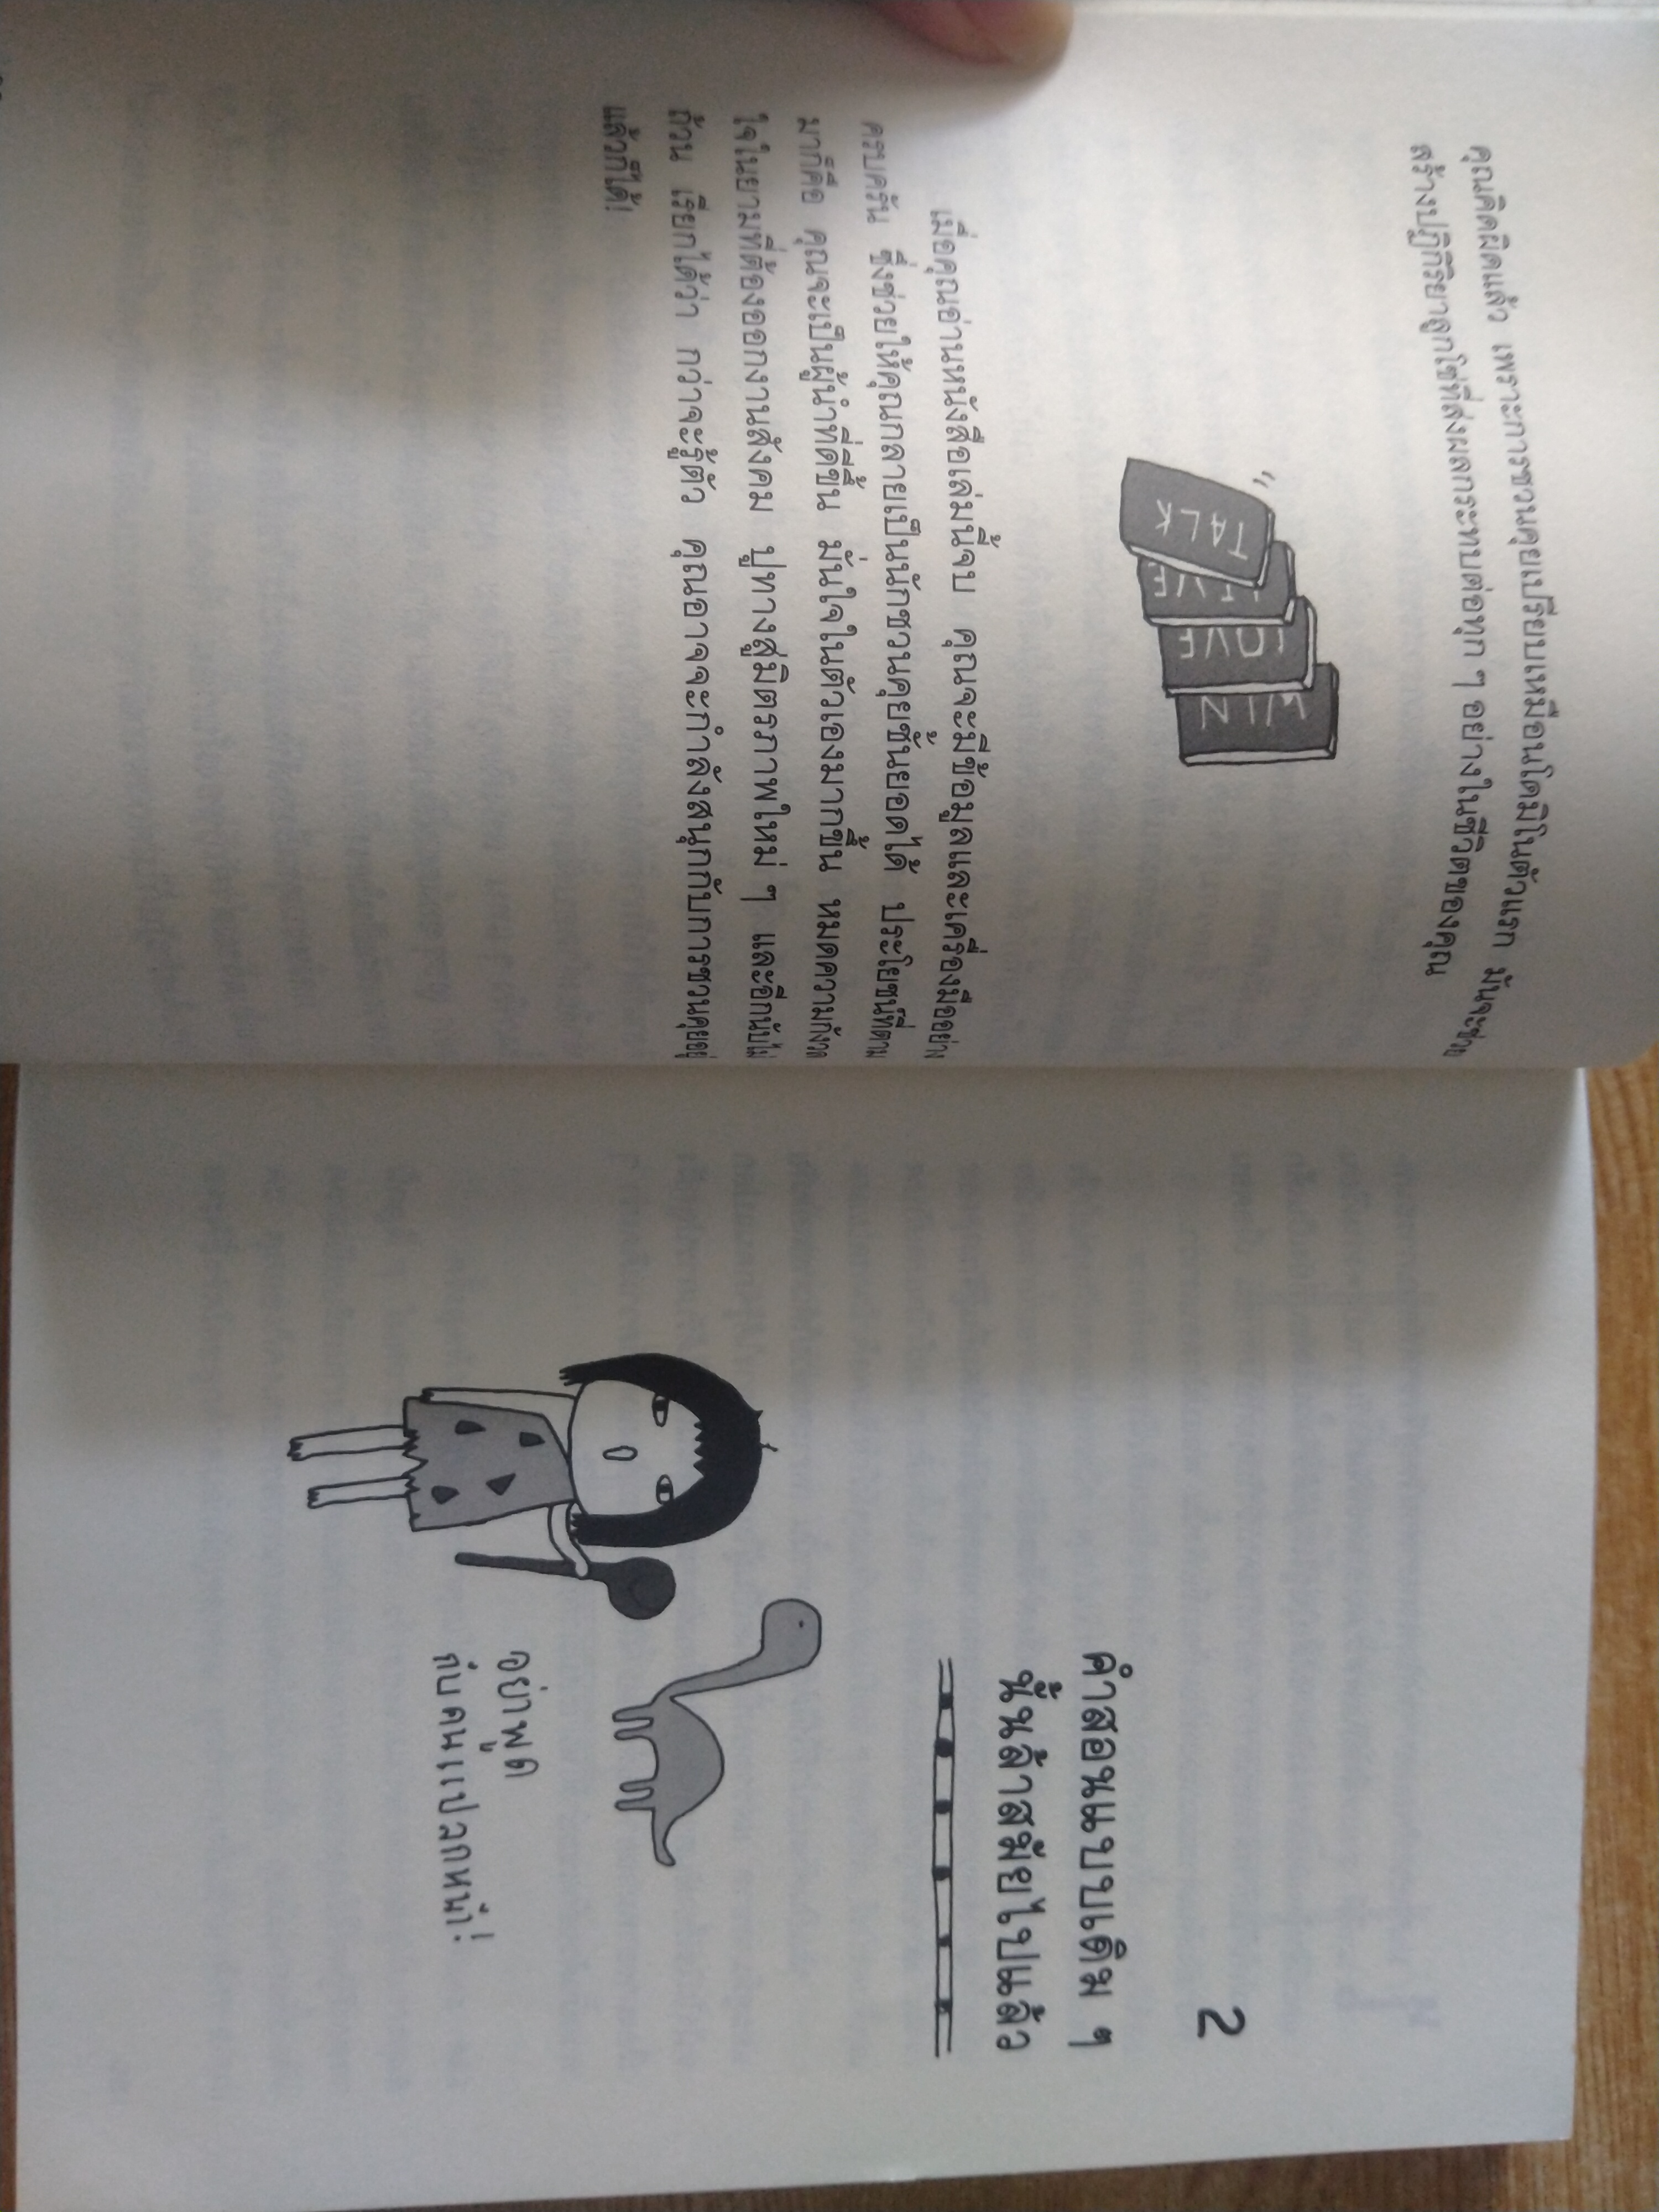 คุณคิดผิดแล้ว เพราะการชวนคุยเปรียบเหมือนโดมิโนตัวแรก มันจะช่วย
สร้างปฏิกิริยาลูกโซ่ที่ส่งผลกระทบต่อทุก ๆ อย่างในชีวิตของคุณ
TALK
LIVE
LOVE
WIN
เมื่อคุณอ่านหนังสือเล่มนี้จบ คุณจะมีข้อมูลและเครื่องมืออย่าง
ครบครัน ซึ่งช่วยให้คุณกลายเป็นนักชวนคุยชั้นยอดได้ ประโยชน์ที่ตาม
มาก็คือ คุณจะเป็นผู้นำที่ดีขึ้น มั่นใจในตัวเองมากขึ้น หมดความกังวล
ใจในยามที่ต้องออกงานสังคม ปูทางสู่มิตรภาพใหม่ ๆ และอีกนับไม่
ถ้วน เรียกได้ว่า กว่าจะรู้ตัว คุณอาจจะกำลังสนุกกับการชวนคุยอยู่
แล้วก็ได้!
2
คำสอนแบบเดิม ๆ
นั้นล้าสมัยไปแล้ว
อย่าพูด
กับคนแปลกหน้า!